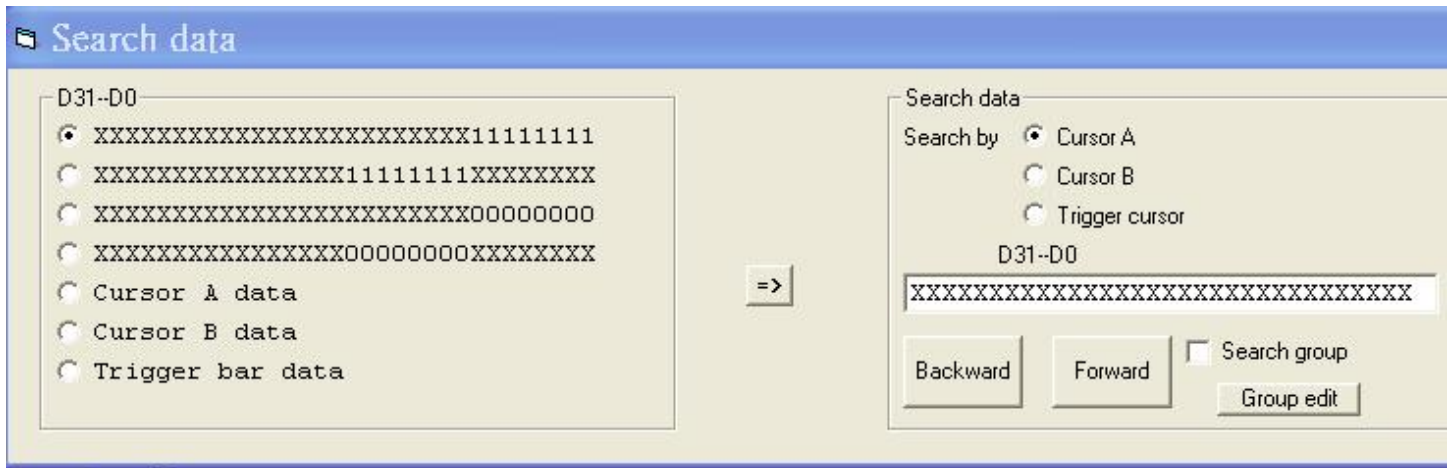 Search data
D31--D0
XXXXXXXXXXXXXXXXXXXXXXXX11111111
XXXXXXXXXXXXXXXX11111111XXXXXXXX
XXXXXXXXXXXXXXXXXXXXXXXX00000000
XXXXXXXXXXXXXXXX00000000XXXXXXXX
Cursor A data
Cursor B data
Trigger bar data
=>
Search data
Search by Cursor A
Cursor B
Trigger cursor
D31--D0
XXXXXXXXXXXXXXXXXXXXXXXXXXXXXXXX
Backward Forward Search group
Group edit